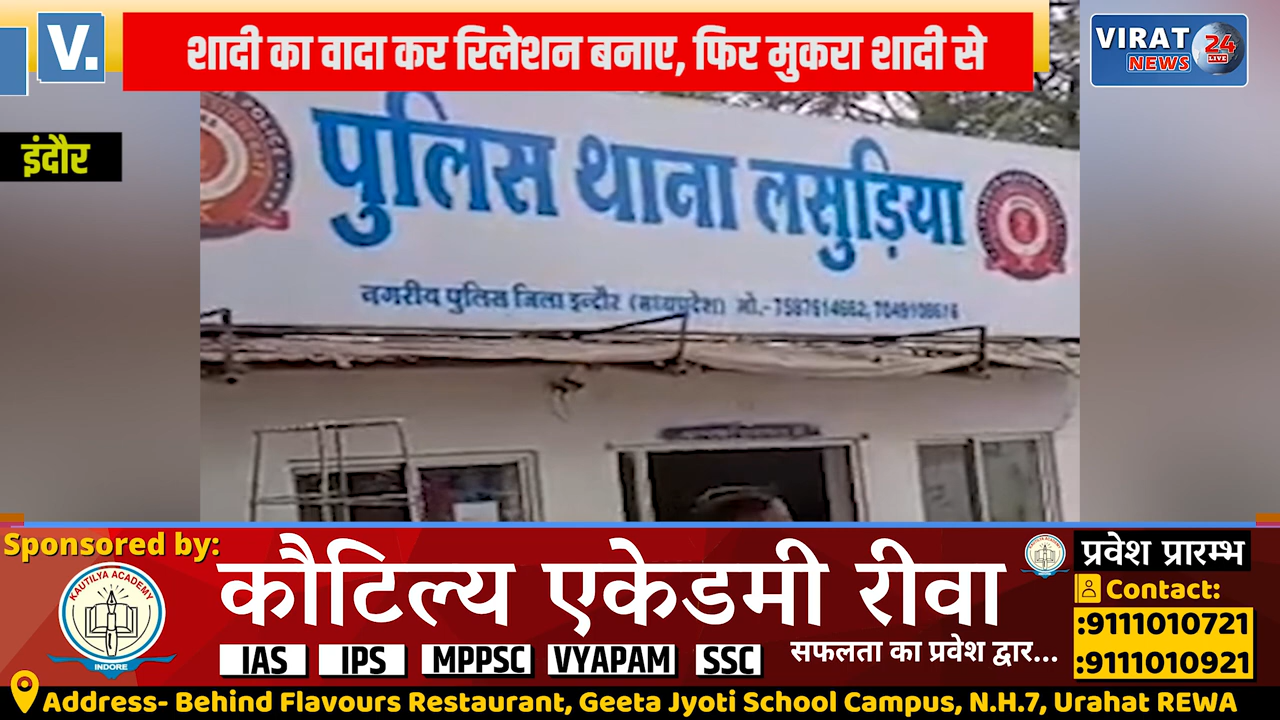 V.
शादी का वादा कर रिलेशन बनाए, फिर मुकरा शादी से
VIRAT 24
NEWS LIVE
इंदौर
पुलिस थाना लसुड़िया
नगरीय पुलिस जिला इन्दौर (मध्यप्रदेश) मो.- 7587614662, 7049108616
Sponsored by:
KAUTILYA ACADEMY
INDORE
कौटिल्य एकेडमी रीवा
IAS IPS MPPSC VYAPAM SSC
सफलता का प्रवेश द्वार...
प्रवेश प्रारम्भ
Contact:
:9111010721
:9111010921
Address- Behind Flavours Restaurant, Geeta Jyoti School Campus, N.H.7, Urahat REWA